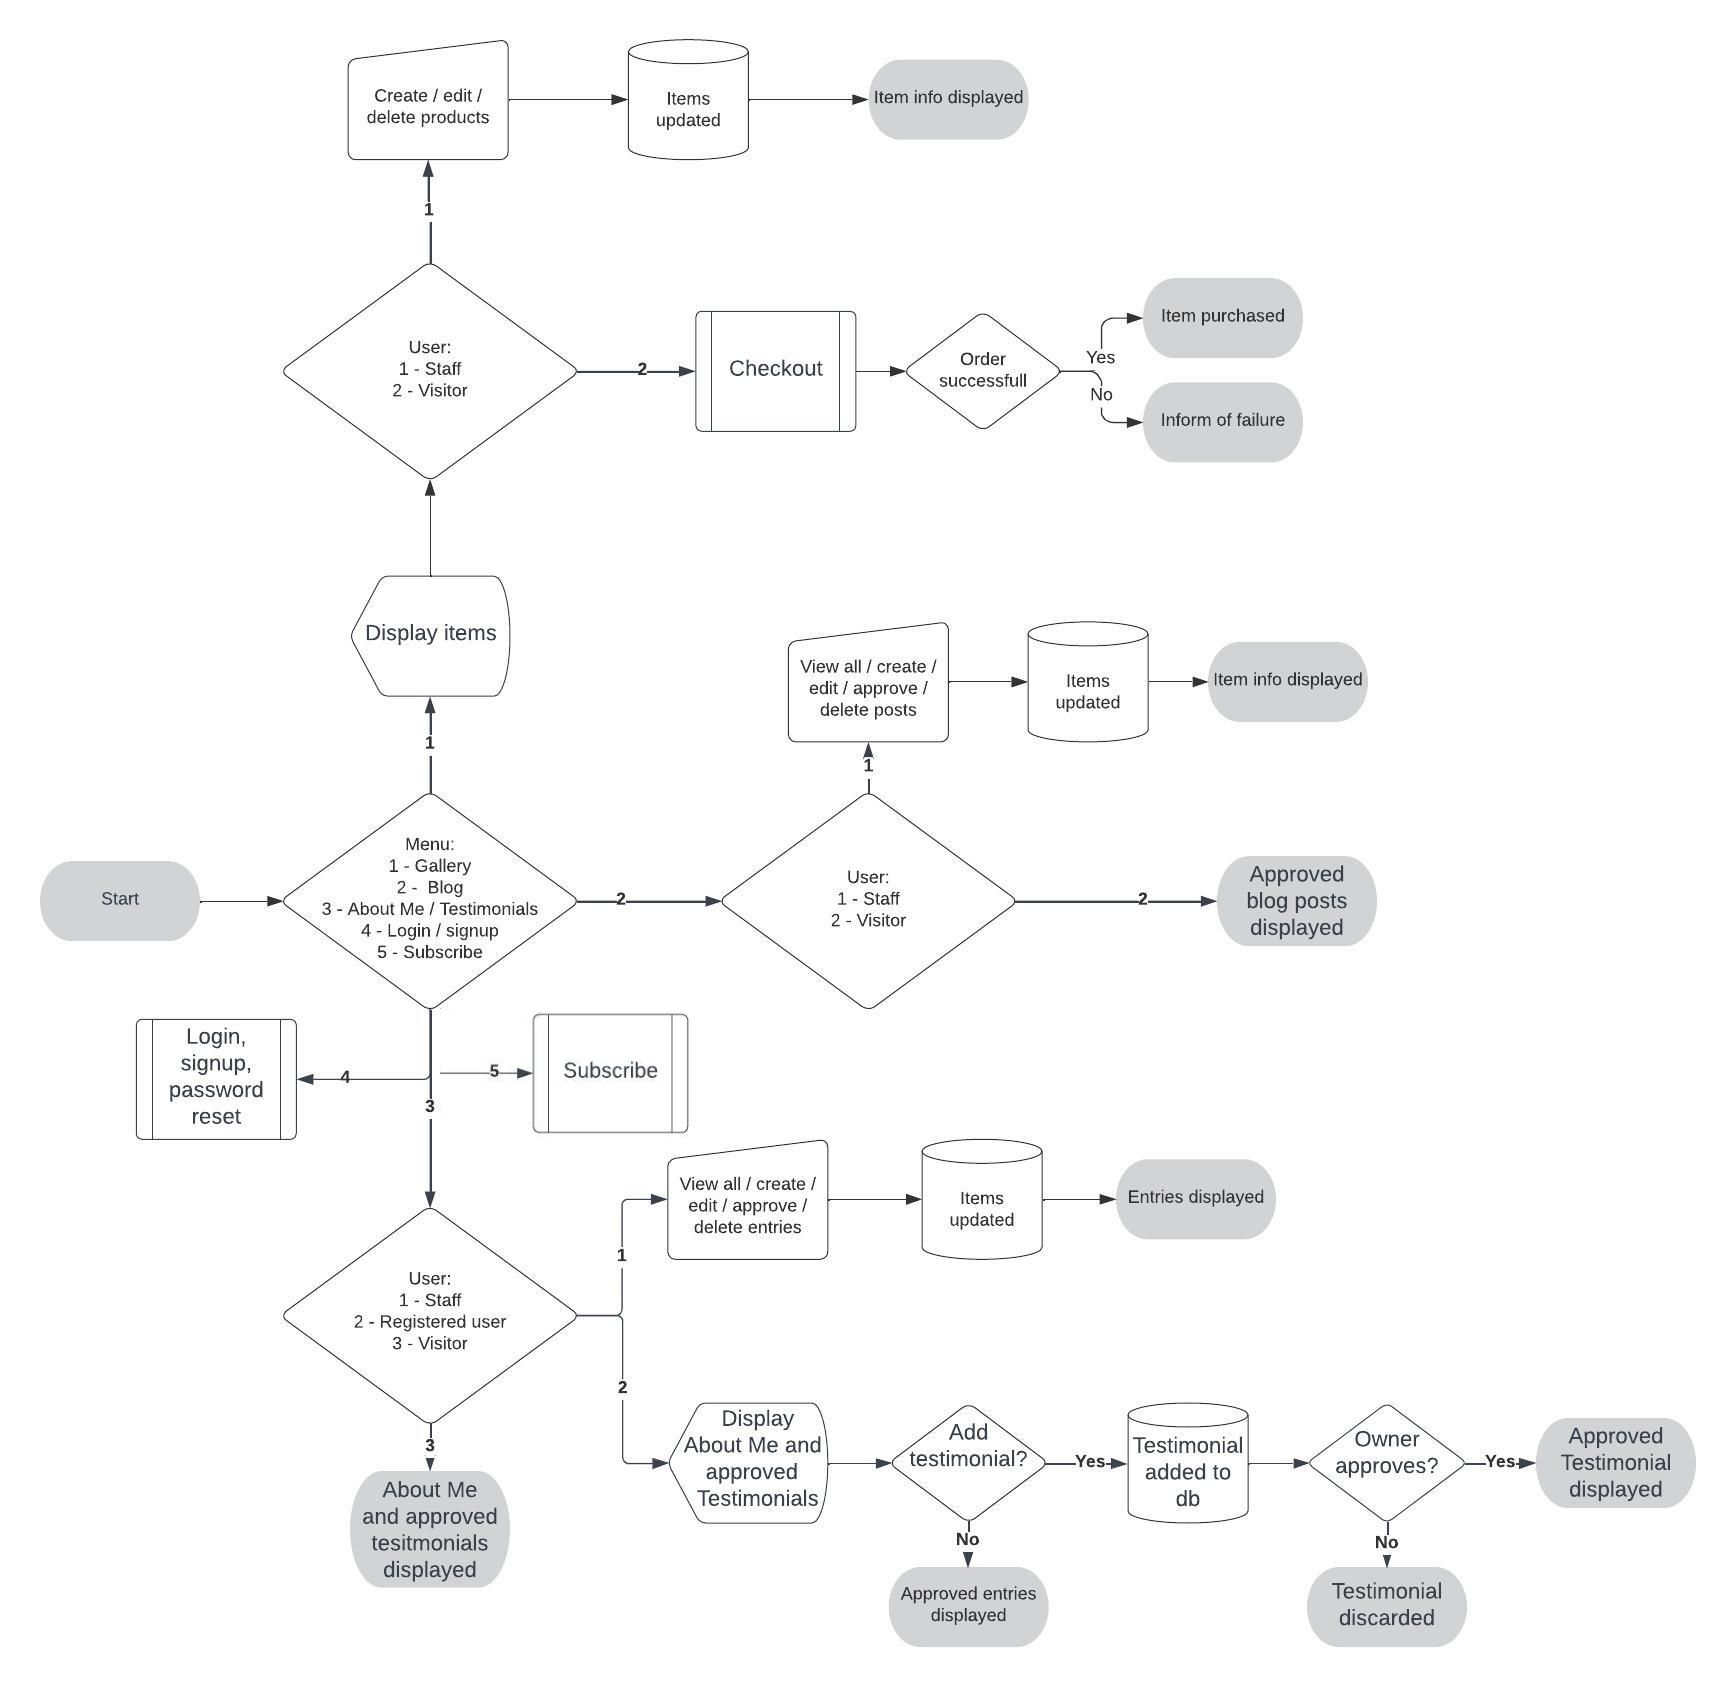 Create / edit /
delete products
Items
updated
Item info displayed
1
User:
1 - Staff
2 - Visitor
2
Checkout
Order
successfull
Yes
No
Item purchased
Inform of failure
Display items
1
View all / create /
edit / approve /
delete posts
Items
updated
Item info displayed
1
Start
Menu:
1 - Gallery
2 - Blog
3 - About Me / Testimonials
4 - Login / signup
5 - Subscribe
2
User:
1 - Staff
2 - Visitor
2
Approved
blog posts
displayed
Login,
signup,
password
reset
4
5
Subscribe
3
View all / create /
edit / approve /
delete entries
Items
updated
Entries displayed
1
User:
1 - Staff
2 - Registered user
3 - Visitor
2
3
About Me
and approved
tesitmonials
displayed
Display
About Me and
approved
Testimonials
Add
testimonial?
Yes
No
Approved entries
displayed
Testimonial
added to
db
Owner
approves?
Yes
No
Approved
Testimonial
displayed
Testimonial
discarded